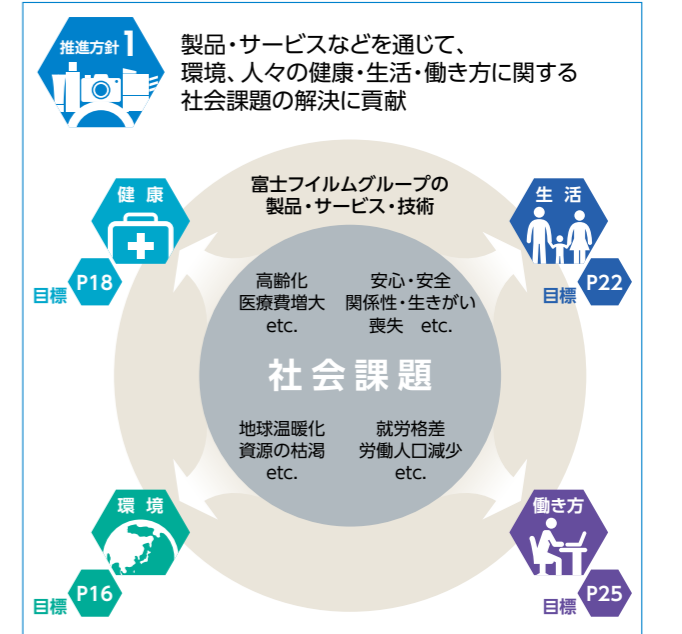 推進方針1
製品・サービスなどを通じて、
環境、人々の健康・生活・働き方に関する
社会課題の解決に貢献
富士フイルムグループの
製品・サービス・技術
健康
目標 P18
生活
目標 P22
高齢化
医療費増大
etc.
安心・安全
関係性・生きがい
喪失 etc.
社会課題
地球温暖化
資源の枯渇
etc.
就労格差
労働人口減少
etc.
環境
目標 P16
働き方
目標 P25